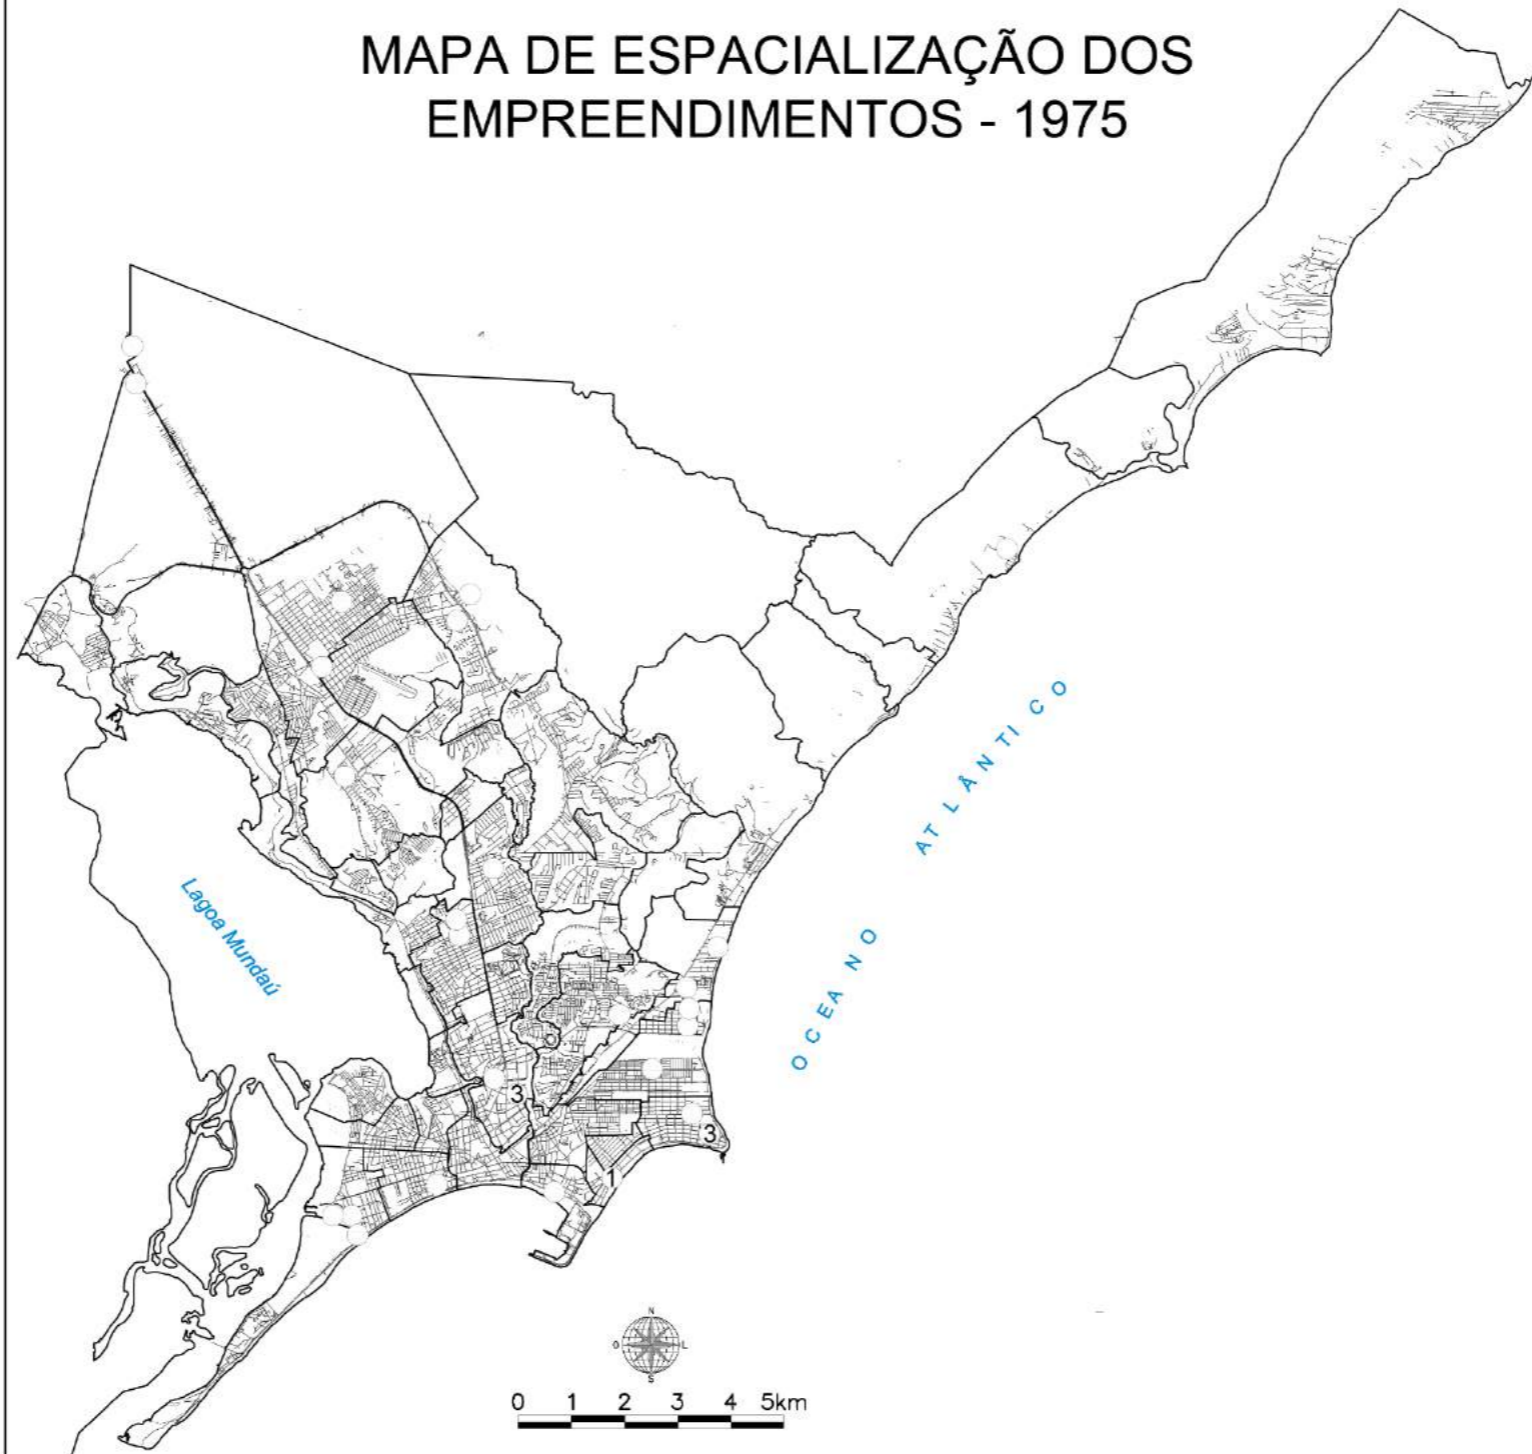 MAPA DE ESPACIALIZAÇÃO DOS
EMPREENDIMENTOS - 1975
Lagoa Mundaú
OCEANO ATLÂNTICO
3
3
1
N
O
L
S
0 1 2 3 4 5km